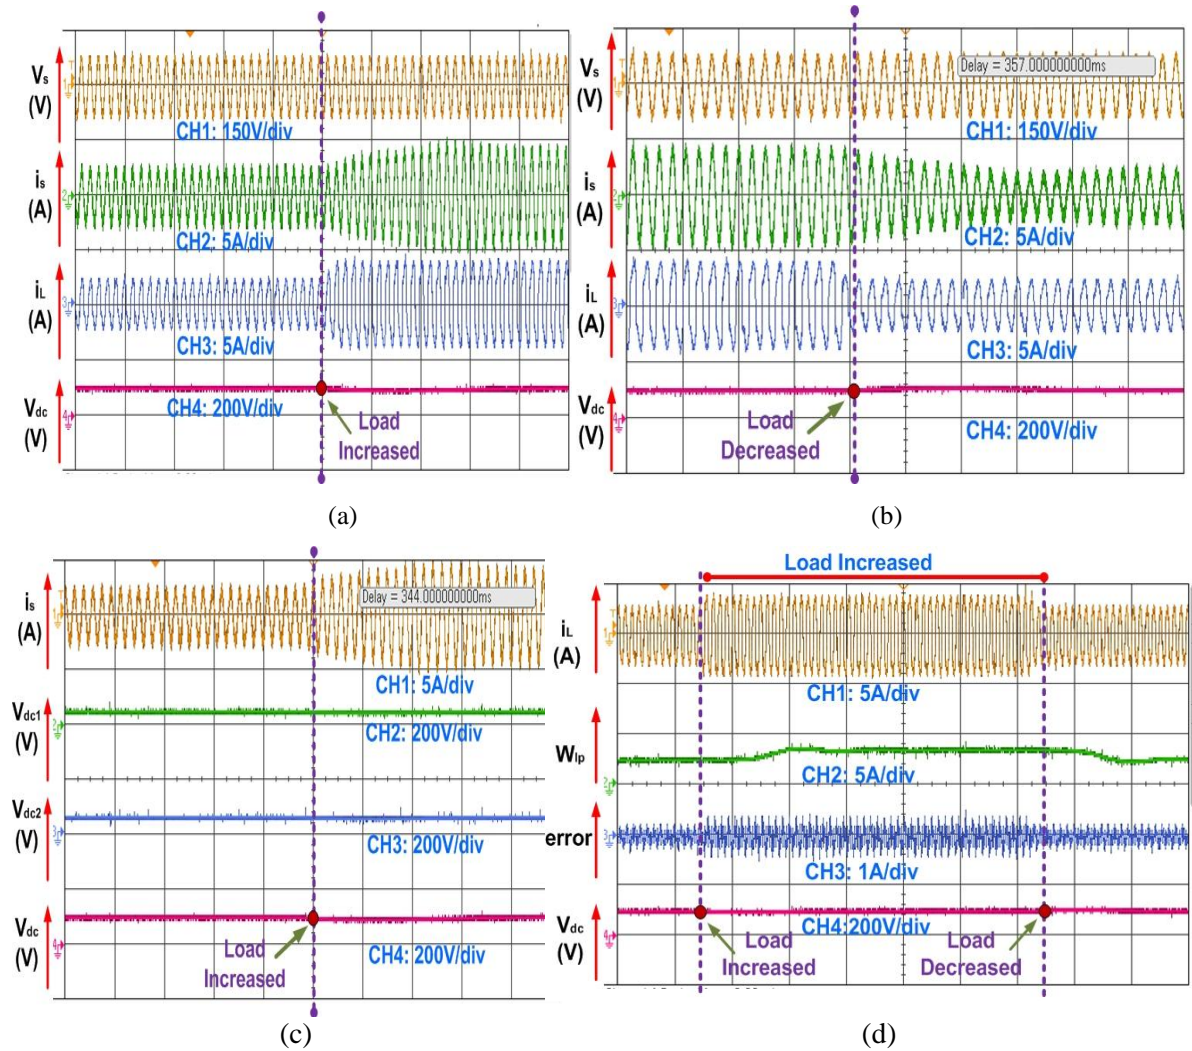 Vs
(V)
CH1: 150V/div
is
(A)
CH2: 5A/div
iL
(A)
CH3: 5A/div
Vdc
(V)
CH4: 200V/div
Load
Increased
(a)
Vs
(V)
Delay = 357.000000000ms
CH1: 150V/div
is
(A)
CH2: 5A/div
iL
(A)
CH3: 5A/div
Vdc
(V)
Load
Decreased
CH4: 200V/div
(b)
is
(A)
Delay = 344.000000000ms
CH1: 5A/div
Vdc1
(V)
CH2: 200V/div
Vdc2
(V)
CH3: 200V/div
Vdc
(V)
Load
Increased
CH4: 200V/div
(c)
Load Increased
iL
(A)
CH1: 5A/div
Wlp
CH2: 5A/div
error
CH3: 1A/div
Vdc
(V)
CH4:200V/div
Load
Increased
Load
Decreased
(d)